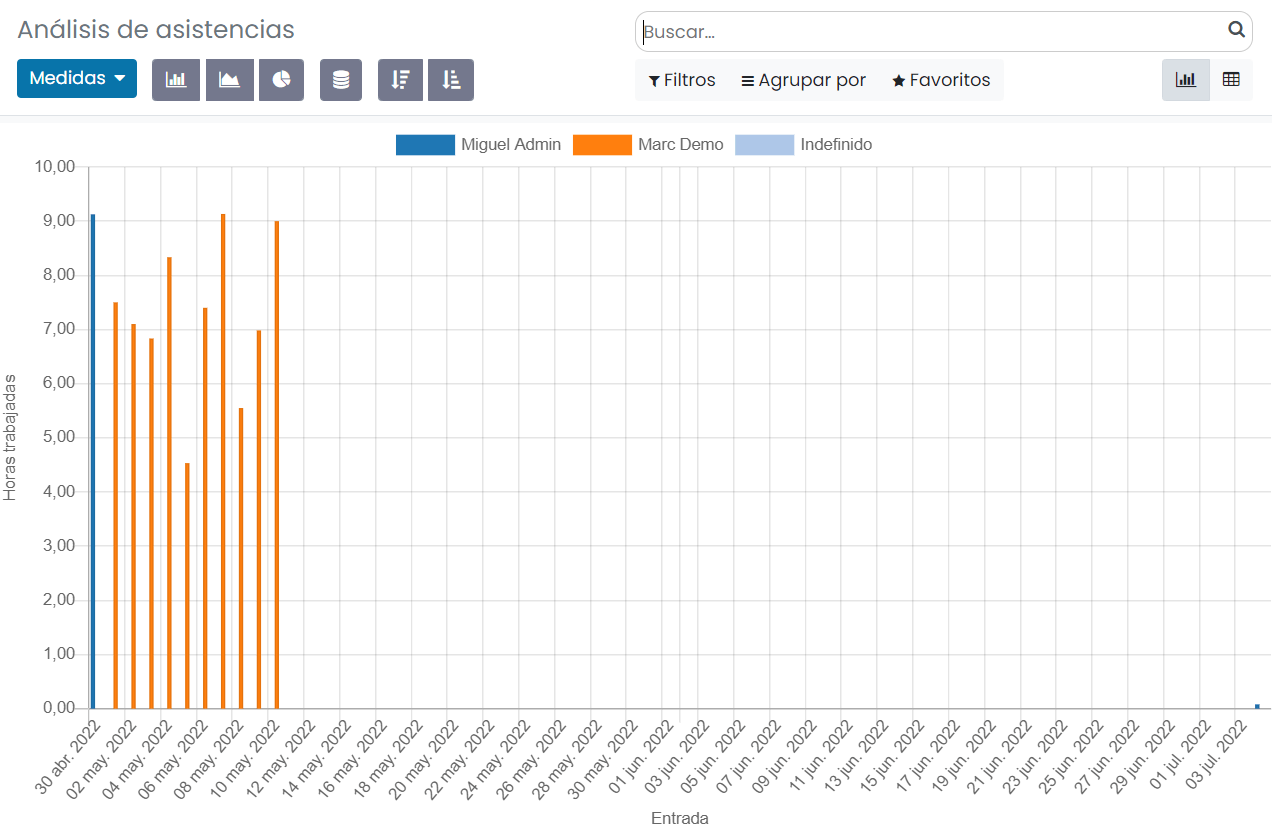 Análisis de asistencias
Buscar...
Medidas
Filtros
Agrupar por
Favoritos
Miguel Admin
Marc Demo
Indefinido
10,00
9,00
8,00
7,00
6,00
5,00
4,00
3,00
2,00
1,00
0,00
Horas trabajadas
30 abr. 2022
02 may. 2022
04 may. 2022
06 may. 2022
08 may. 2022
10 may. 2022
12 may. 2022
14 may. 2022
16 may. 2022
18 may. 2022
20 may. 2022
22 may. 2022
24 may. 2022
26 may. 2022
28 may. 2022
30 may. 2022
01 jun. 2022
03 jun. 2022
05 jun. 2022
07 jun. 2022
09 jun. 2022
11 jun. 2022
13 jun. 2022
15 jun. 2022
17 jun. 2022
19 jun. 2022
21 jun. 2022
23 jun. 2022
25 jun. 2022
27 jun. 2022
29 jun. 2022
01 jul. 2022
03 jul. 2022
Entrada